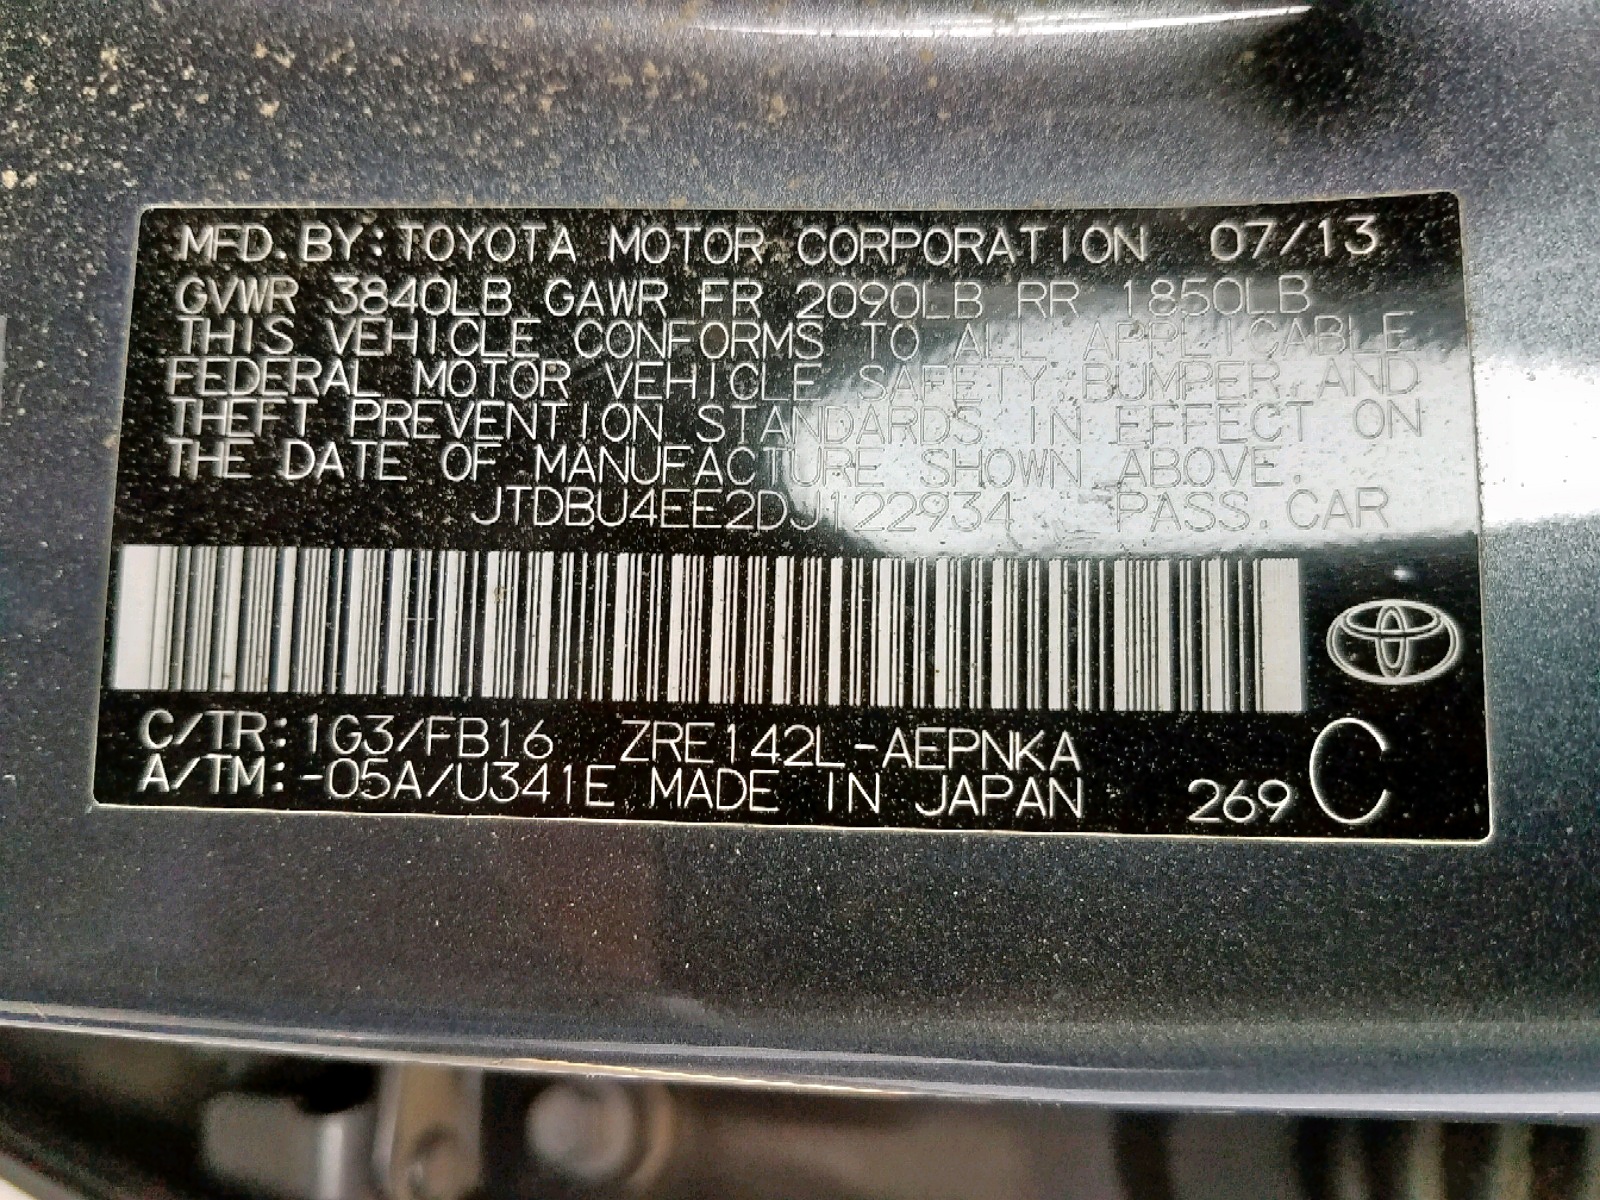 MFD. BY: TOYOTA MOTOR CORPORATION 07/13
GVWR 3840LB GAWR FR 2090LB RR 1850LB
THIS VEHICLE CONFORMS TO ALL APPLICABLE
FEDERAL MOTOR VEHICLE SAFETY, BUMPER, AND
THEFT PREVENTION STANDARDS IN EFFECT ON
THE DATE OF MANUFACTURE SHOWN ABOVE.
JTDBU4EE2DJ122934 PASS. CAR
C/TR: 1G3/FB16 ZRE142L-AEPNKA
A/TM: -05A/U341E MADE IN JAPAN 269 C